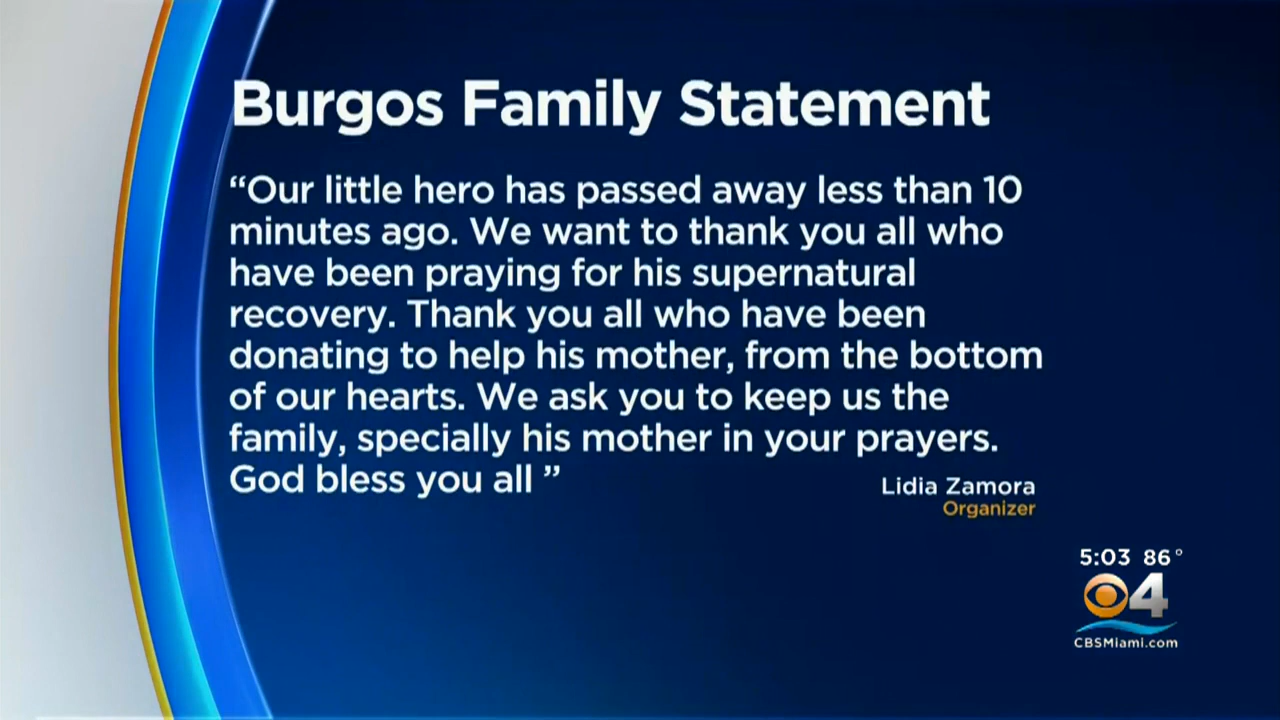 Burgos Family Statement
“Our little hero has passed away less than 10
minutes ago. We want to thank you all who
have been praying for his supernatural
recovery. Thank you all who have been
donating to help his mother, from the bottom
of our hearts. We ask you to keep us the
family, specially his mother in your prayers.
God bless you all ”
Lidia Zamora
Organizer
5:03 86°
4
CBSMiami.com